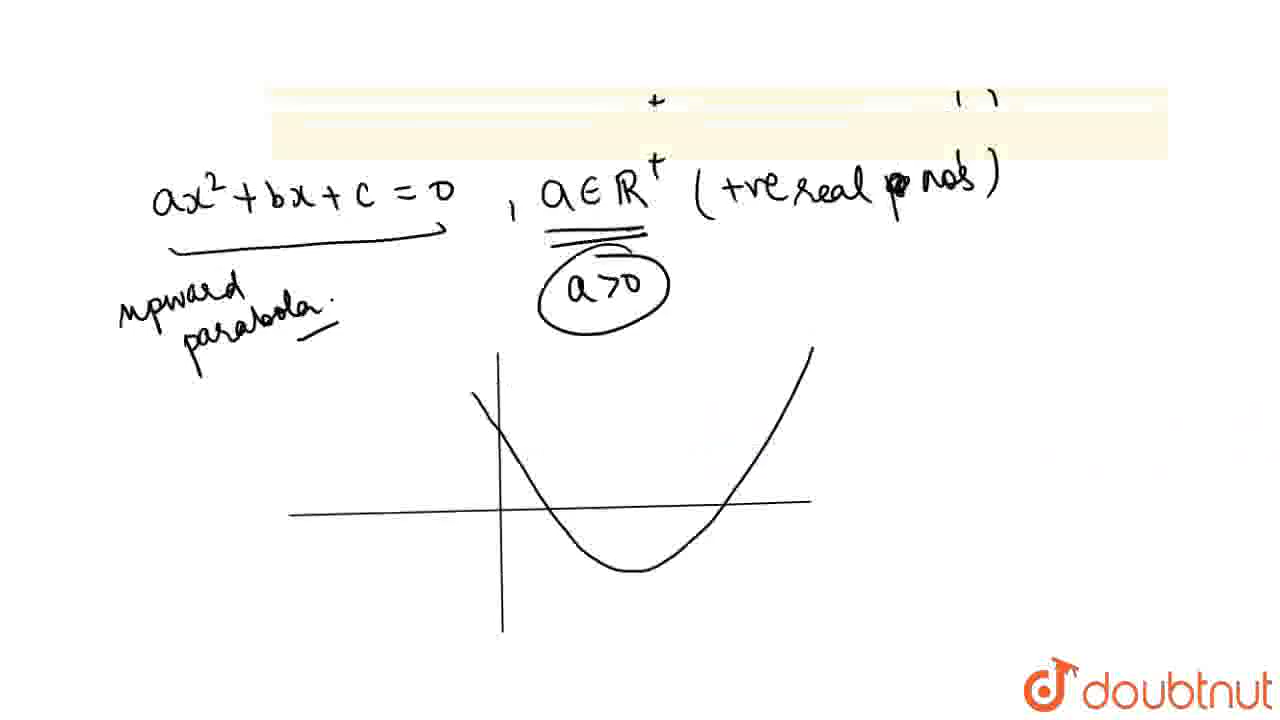 ax² + bx + c = 0 , a ∈ ℝ⁺ (+ve real nos)
a > 0
upward
parabola.
doubtnut